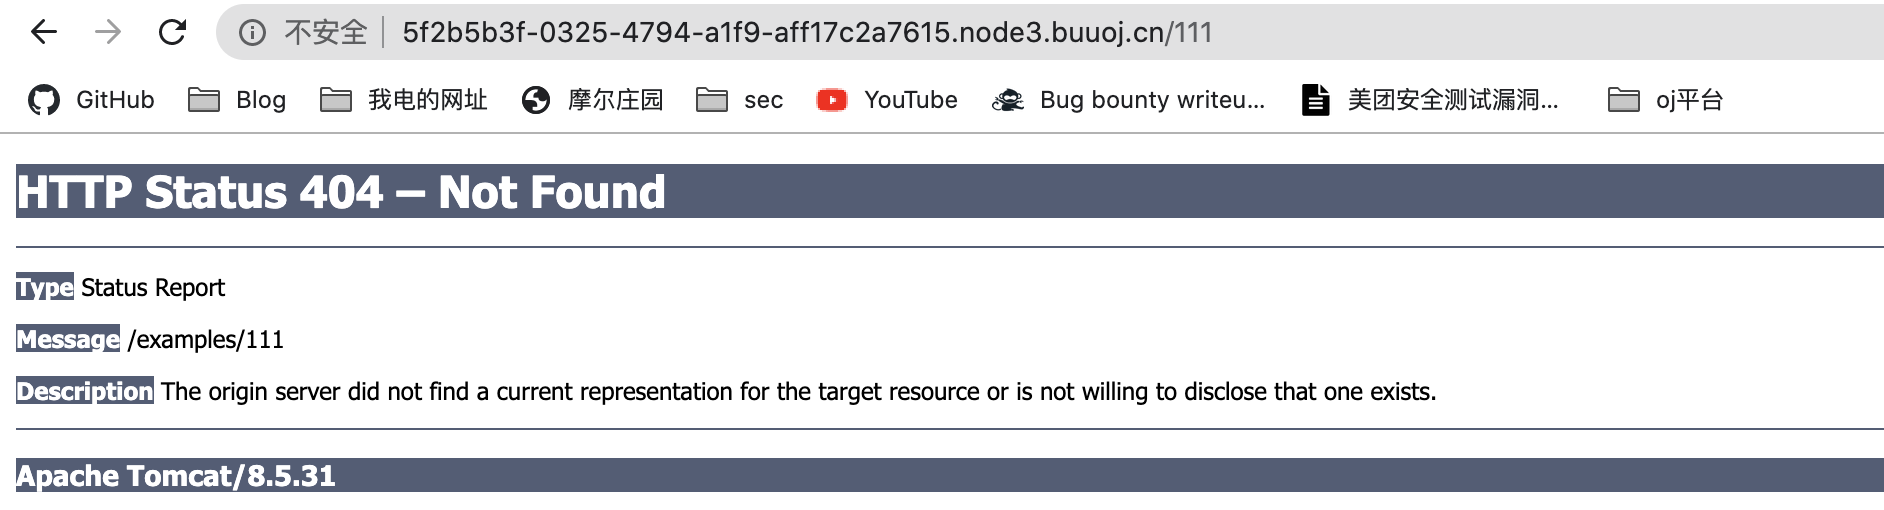 不安全 5f2b5b3f-0325-4794-a1f9-aff17c2a7615.node3.buuoj.cn/111
GitHub Blog 我电的网址 摩尔庄园 sec YouTube Bug bounty writeu... 美团安全测试漏洞... oj平台
HTTP Status 404 – Not Found
Type Status Report
Message /examples/111
Description The origin server did not find a current representation for the target resource or is not willing to disclose that one exists.
Apache Tomcat/8.5.31